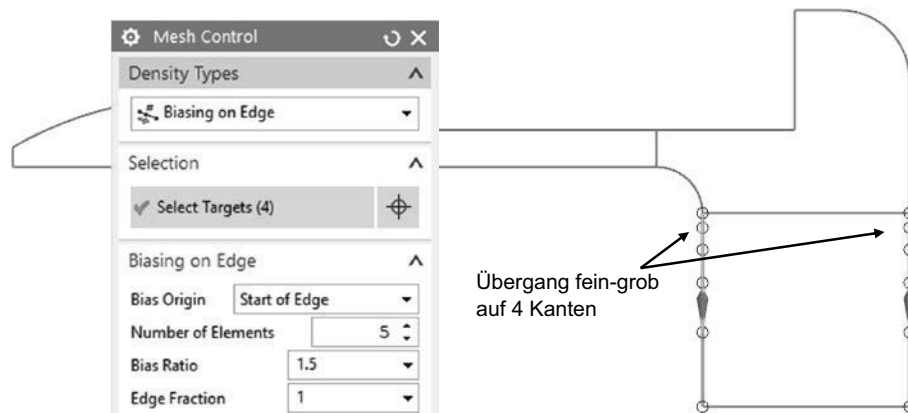 Mesh Control
Density Types
Biasing on Edge
Selection
Select Targets (4)
Biasing on Edge
Bias Origin Start of Edge
Number of Elements 5
Bias Ratio 1.5
Edge Fraction 1
Übergang fein-grob
auf 4 Kanten